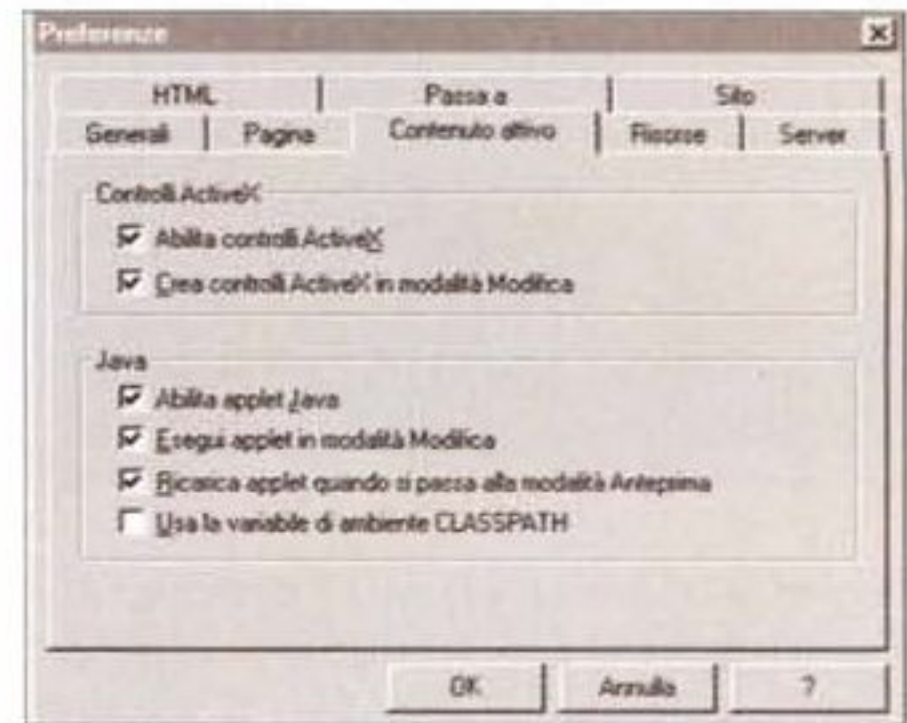 Preferenze
HTML Passa a Sito
Generali Pagina Contenuto attivo Risorse Server
Controlli ActiveX
Abilita controlli ActiveX
Crea controlli ActiveX in modalità Modifica
Java
Abilita applet Java
Esegui applet in modalità Modifica
Ricarica applet quando si passa alla modalità Anteprima
Usa la variabile di ambiente CLASSPATH
OK Annulla ?